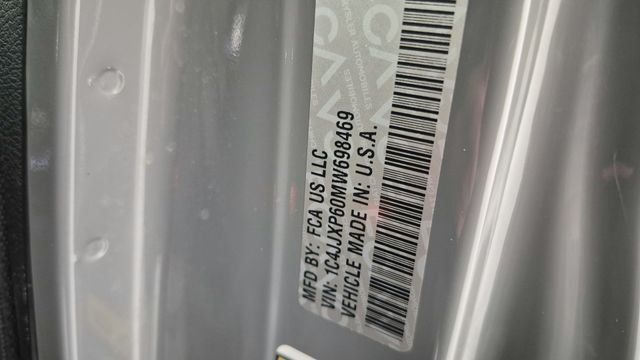 MFD BY: FCA US LLC
VIN: 1C4JJXP60MW698469
VEHICLE MADE IN: U.S.A.